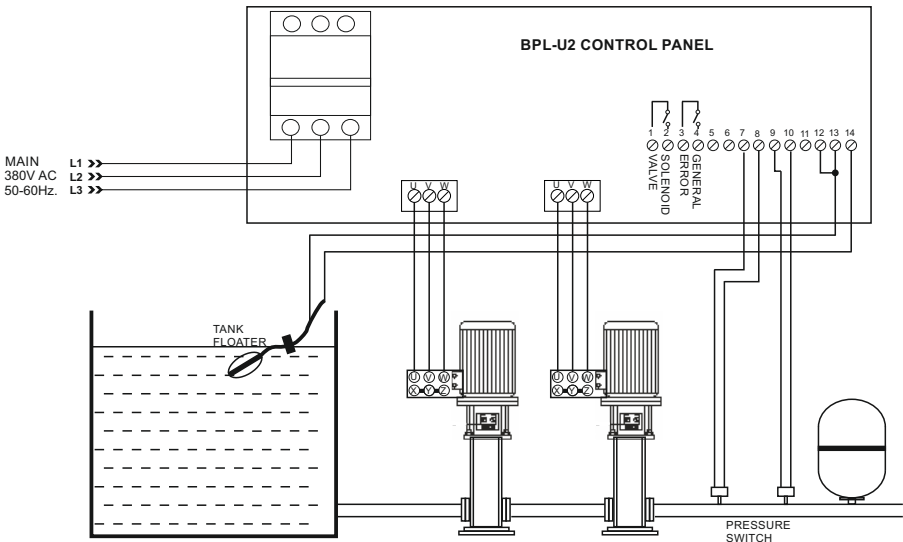 BPL-U2 CONTROL PANEL
1 2 3 4 5 6 7 8 9 10 11 12 13 14
VALVE
SOLENOID
ERROR
GENERAL
MAIN L1
380V AC L2
50-60Hz. L3
U V W
U V W
TANK
FLOATER
U V W
X Y Z
U V W
X Y Z
PRESSURE
SWITCH